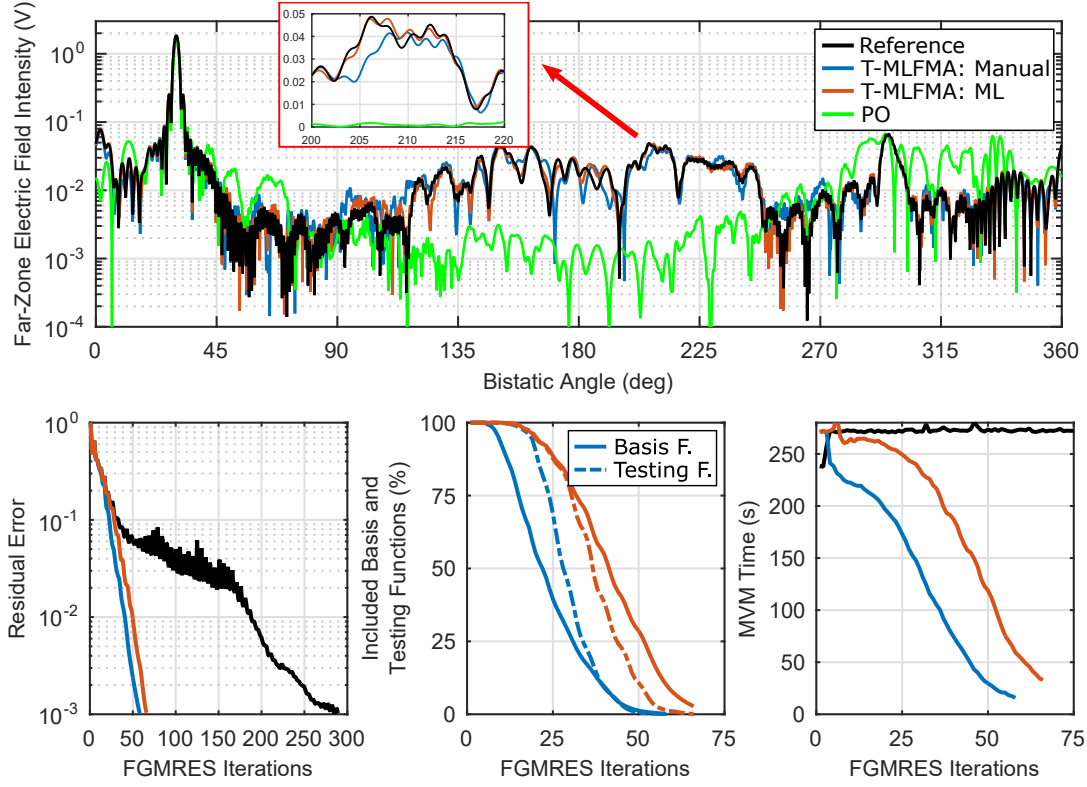 Far-Zone Electric Field Intensity (V)
10^0
10^-1
10^-2
10^-3
10^-4
0.05
0.04
0.03
0.02
0.01
0
200 205 210 215 220
Reference
T-MLFMA: Manual
T-MLFMA: ML
PO
0 45 90 135 180 225 270 315 360
Bistatic Angle (deg)
Residual Error
10^0
10^-1
10^-2
10^-3
0 50 100 150 200 250 300
FGMRES Iterations
Included Basis and
Testing Functions (%)
100
75
50
25
0
Basis F.
Testing F.
0 25 50 75
FGMRES Iterations
MVM Time (s)
250
200
150
100
50
0
0 25 50 75
FGMRES Iterations